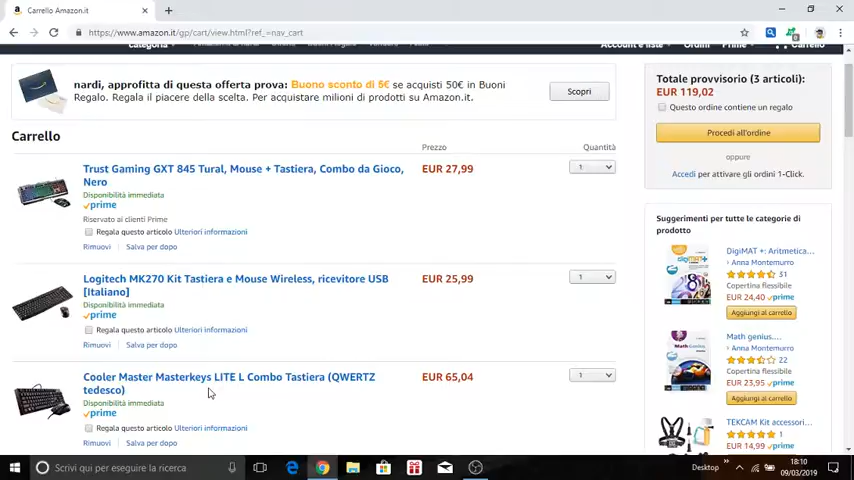 Carrello Amazon.it
https://www.amazon.it/gp/cart/view.html?ref_=nav_cart
categoria
Account e liste
Ordini
Prime
Carrello
nardi, approfitta di questa offerta prova: Buono sconto di 5€ se acquisti 50€ in Buoni
Regalo. Regala il piacere della scelta. Per acquistare milioni di prodotti su Amazon.it.
Scopri
Totale provvisorio (3 articoli):
EUR 119,02
Questo ordine contiene un regalo
Procedi all'ordine
oppure
Accedi per attivare gli ordini 1-Click.
Carrello
Prezzo
Quantità
Trust Gaming GXT 845 Tural, Mouse + Tastiera, Combo da Gioco,
Nero
EUR 27,99
1
Disponibilità immediata
prime
Riservato ai clienti Prime
Regala questo articolo Ulteriori informazioni
Rimuovi
Salva per dopo
Logitech MK270 Kit Tastiera e Mouse Wireless, ricevitore USB
[Italiano]
EUR 25,99
1
Disponibilità immediata
prime
Regala questo articolo Ulteriori informazioni
Rimuovi
Salva per dopo
Cooler Master Masterkeys LITE L Combo Tastiera (QWERTZ
tedesco)
EUR 65,04
1
Disponibilità immediata
prime
Regala questo articolo Ulteriori informazioni
Rimuovi
Salva per dopo
Suggerimenti per tutte le categorie di
prodotto
DigiMAT +: Aritmetica...
› Anna Montemurro
31
Copertina flessibile
EUR 24,40 prime
Aggiungi al carrello
Math genius....
› Anna Montemurro
22
Copertina flessibile
EUR 23,95 prime
Aggiungi al carrello
TEKCAM Kit accessori...
1
EUR 14,99 prime
Scrivi qui per eseguire la ricerca
Desktop
18:10
09/03/2019